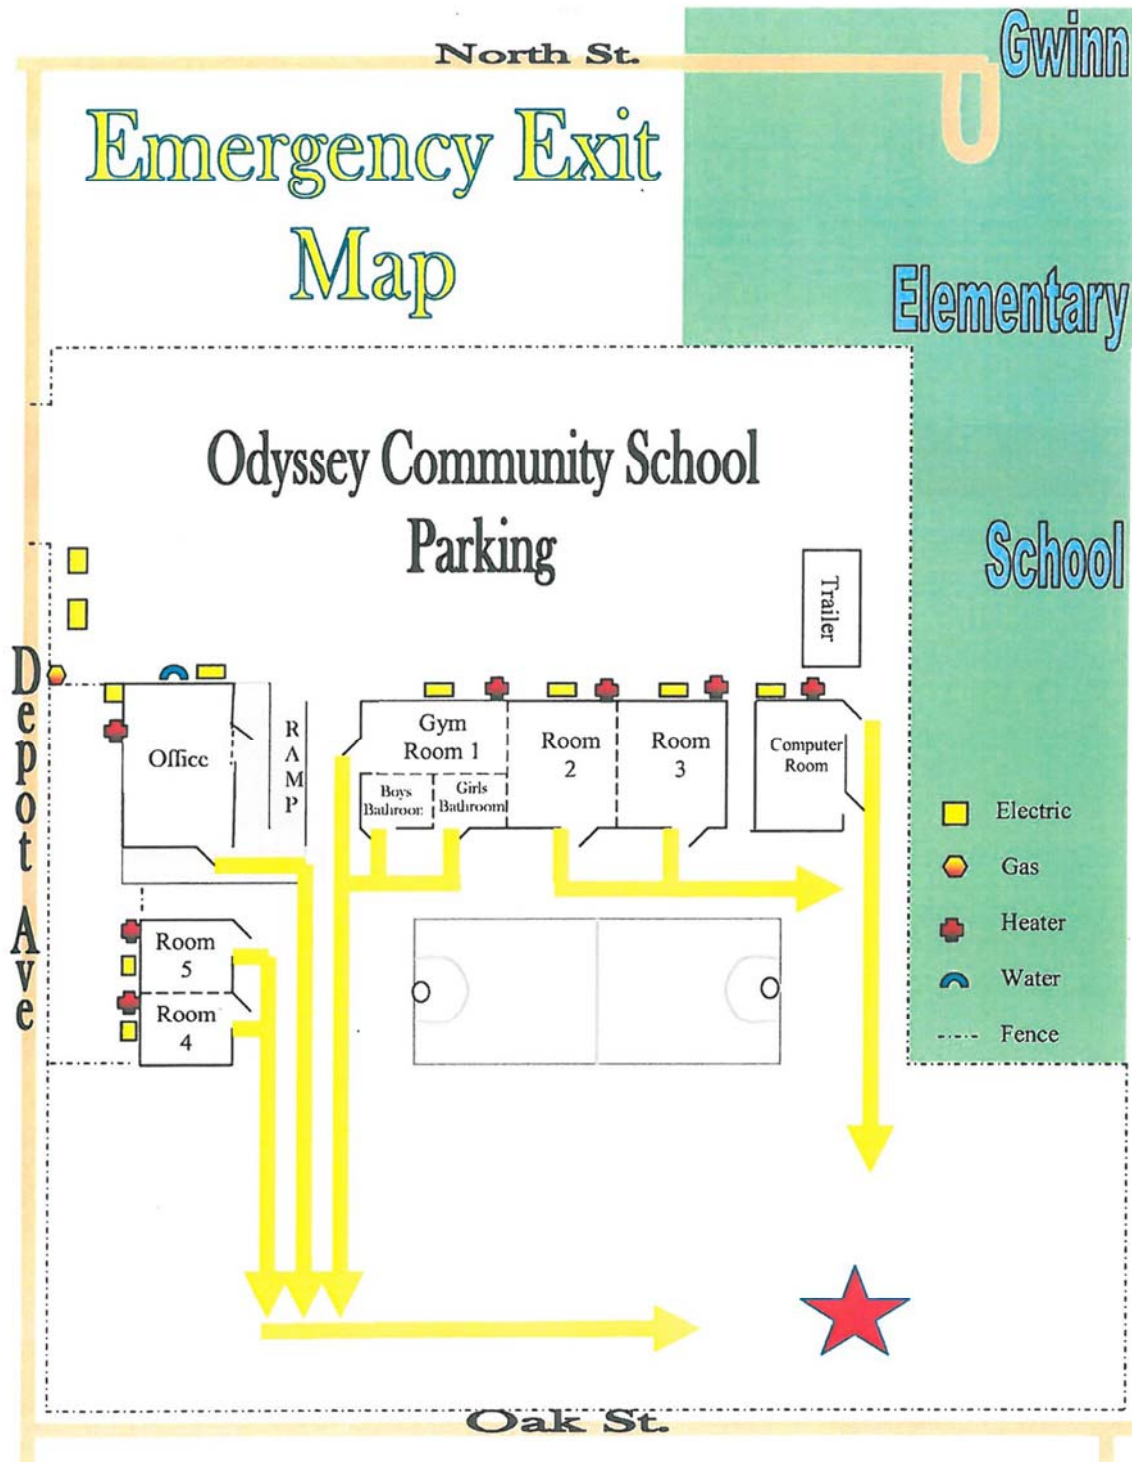 North St.
Gwinn
Emergency Exit
Map
Elementary
Odyssey Community School
Parking
School
Trailer
Depot Ave
Office
RAMP
Gym
Room 1
Boys
Bathroon
Girls
Bathroom
Room
2
Room
3
Computer
Room
Electric
Gas
Heater
Water
Fence
Room
5
Room
4
Oak St.